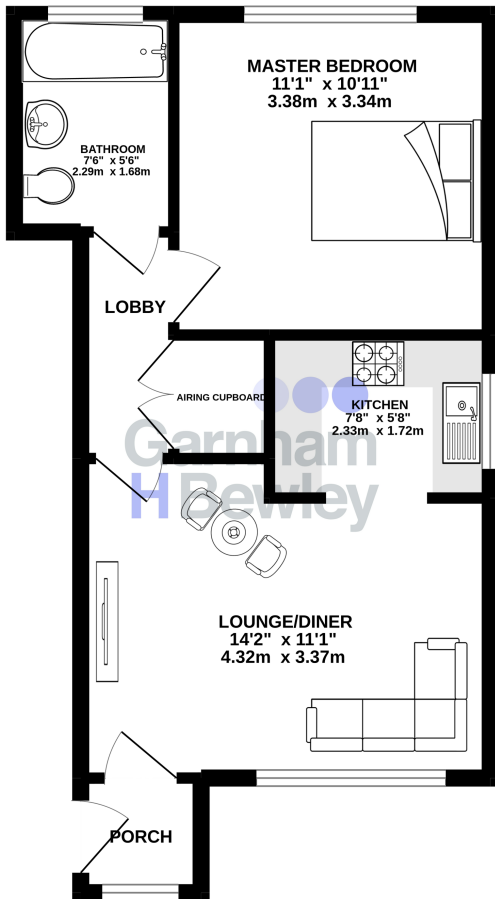 MASTER BEDROOM
11'1" x 10'11"
3.38m x 3.34m
BATHROOM
7'6" x 5'6"
2.29m x 1.68m
LOBBY
AIRING CUPBOARD
KITCHEN
7'8" x 5'8"
2.33m x 1.72m
Garnham
H Bewley
LOUNGE/DINER
14'2" x 11'1"
4.32m x 3.37m
PORCH